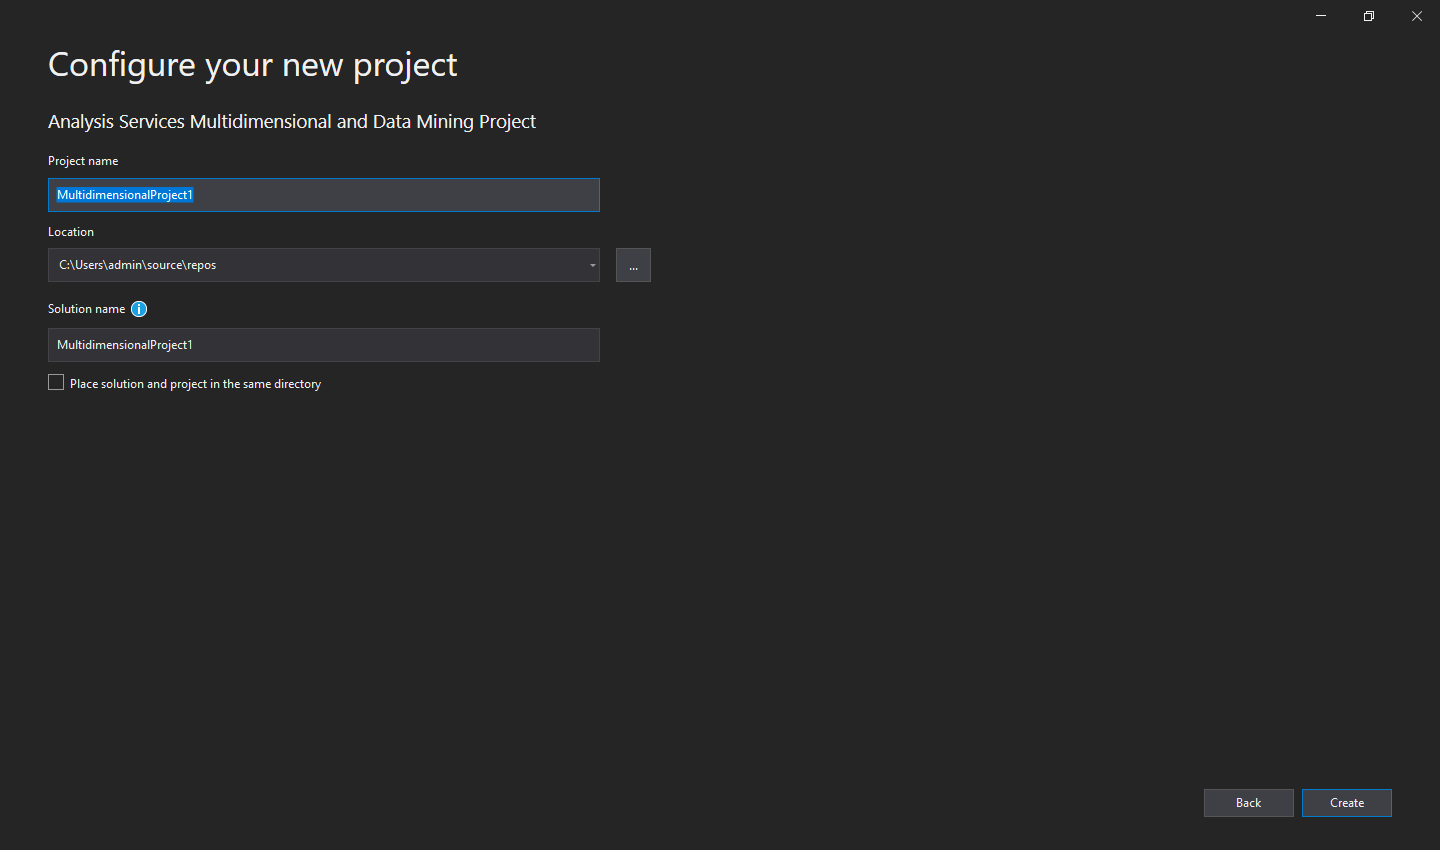 Configure your new project
Analysis Services Multidimensional and Data Mining Project
Project name
MultidimensionalProject1
Location
C:\Users\admin\source\repos
...
Solution name
MultidimensionalProject1
Place solution and project in the same directory
Back
Create